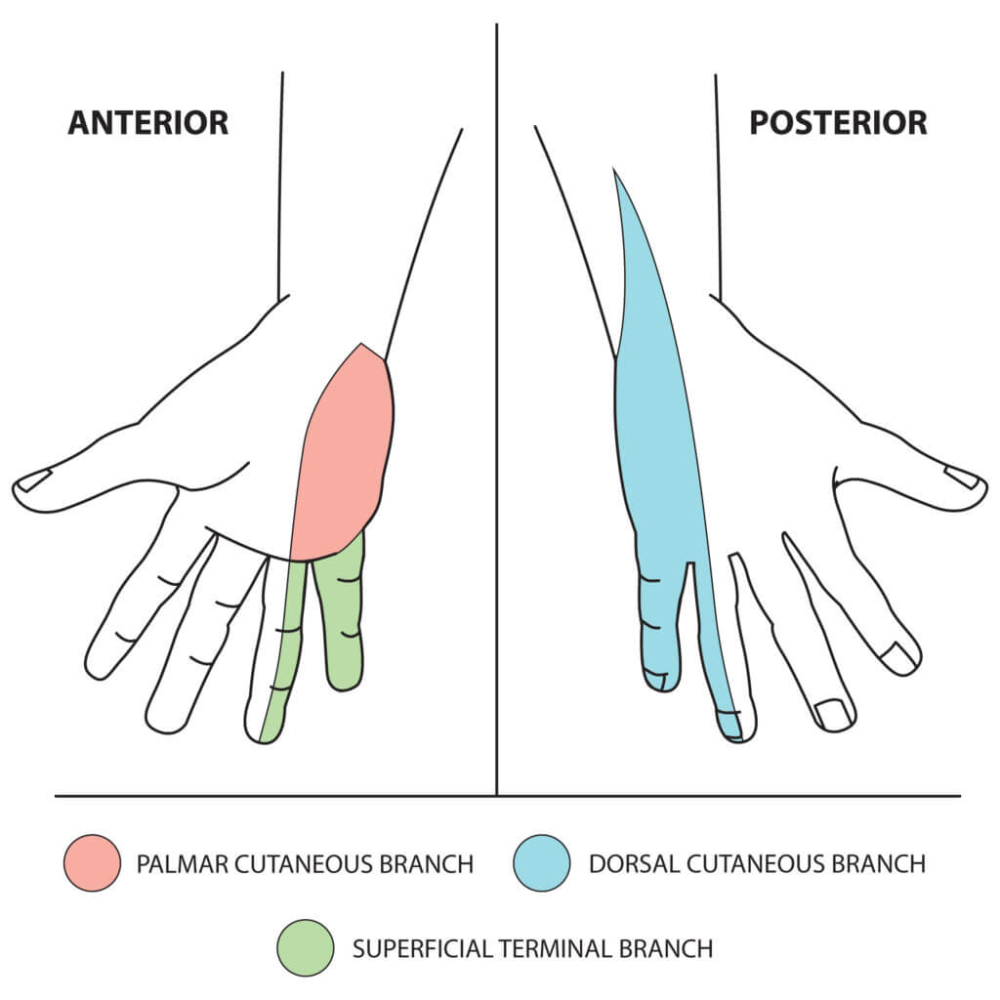 ANTERIOR
POSTERIOR
PALMAR CUTANEOUS BRANCH
DORSAL CUTANEOUS BRANCH
SUPERFICIAL TERMINAL BRANCH